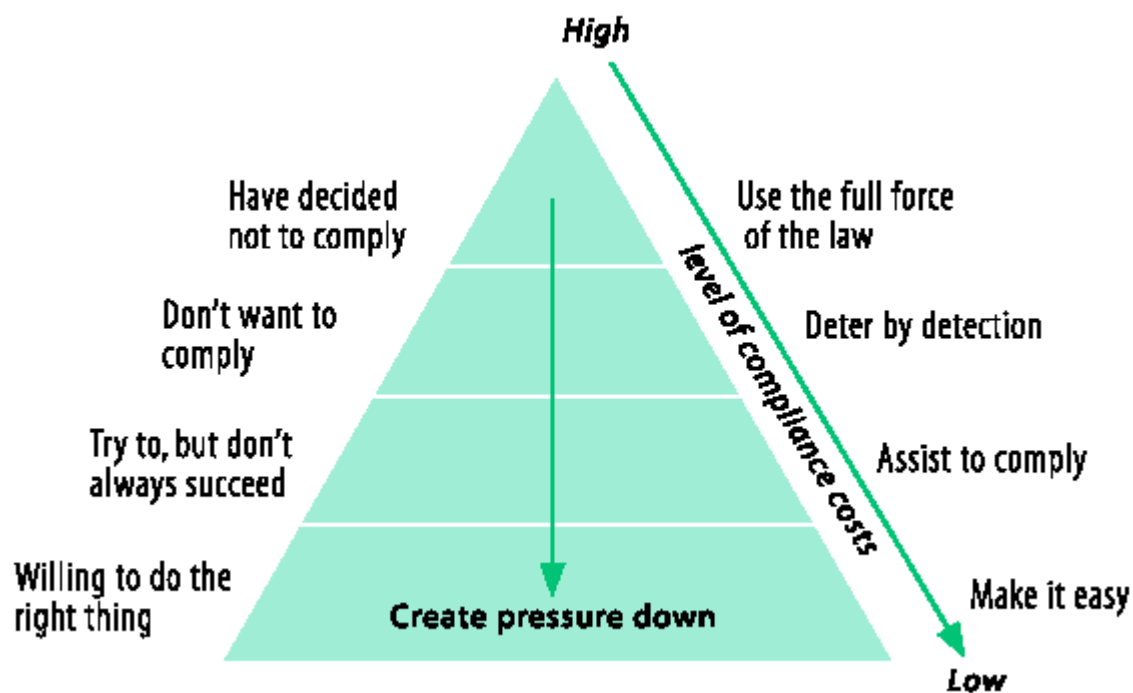 High
Have decided
not to comply
Use the full force
of the law
Don't want to
comply
Deter by detection
level of compliance costs
Try to, but don't
always succeed
Assist to comply
Willing to do the
right thing
Make it easy
Create pressure down
Low